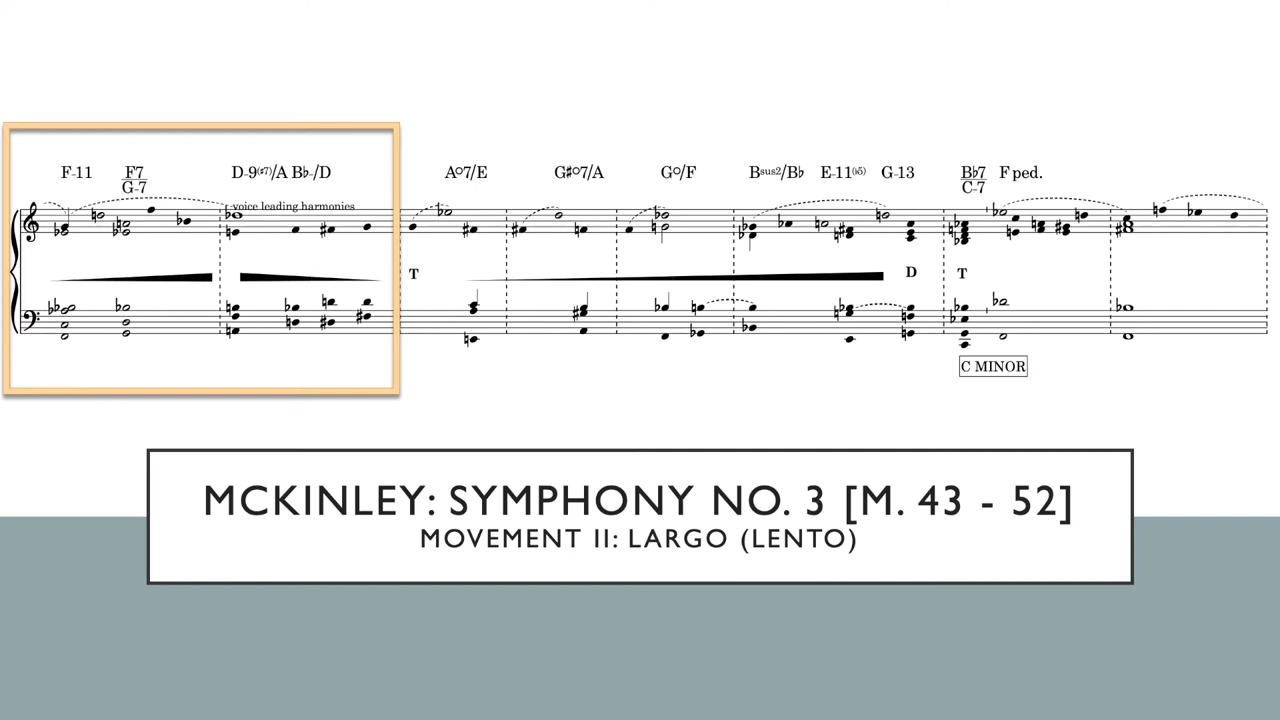 F-11 F7 D-9(♯7)/A B♭-/D A○7/E G♯○7/A G○/F Bsus2/B♭ E-11(♮5) G-13 B♭7 F ped.
G-7 C-7
voice leading harmonies
T D T
C MINOR
MCKINLEY: SYMPHONY NO. 3 [M. 43 - 52]
MOVEMENT II: LARGO (LENTO)